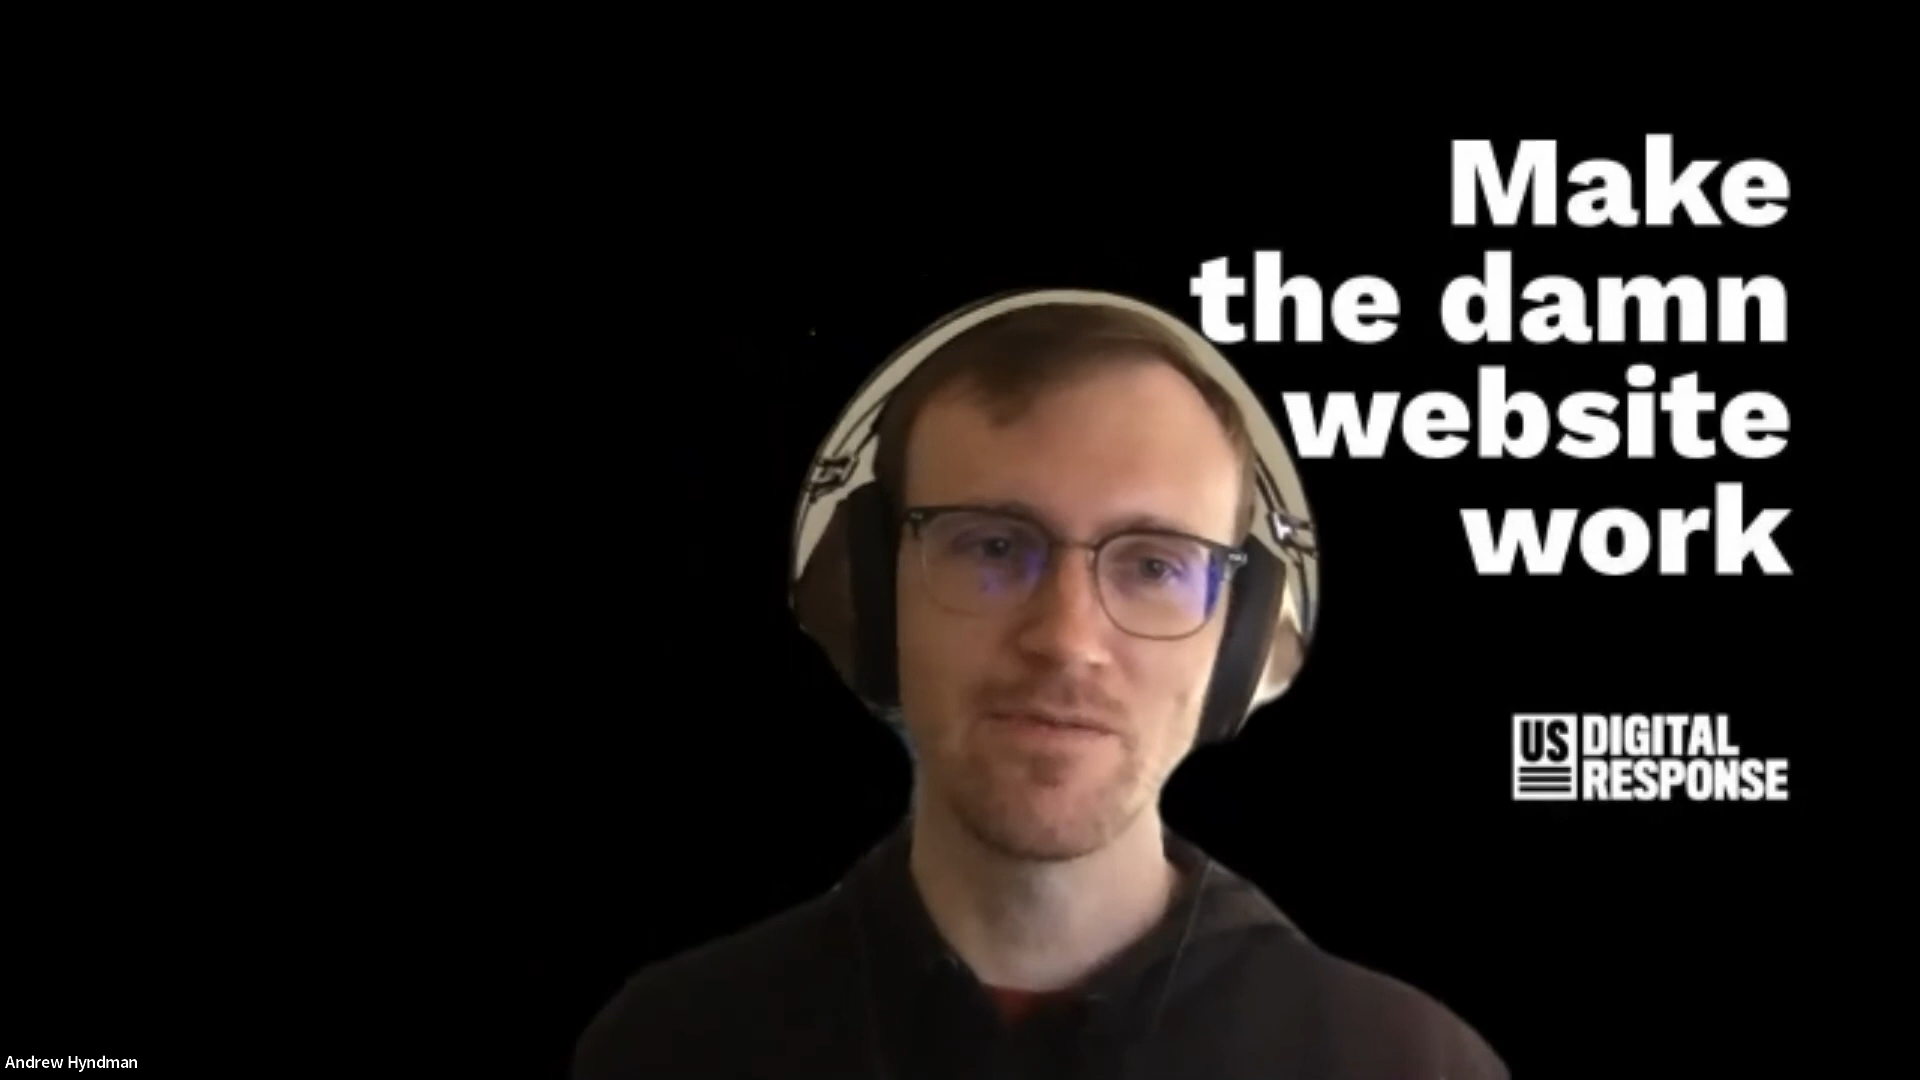 Make
the damn
website
work
US DIGITAL
RESPONSE
Andrew Hyndman